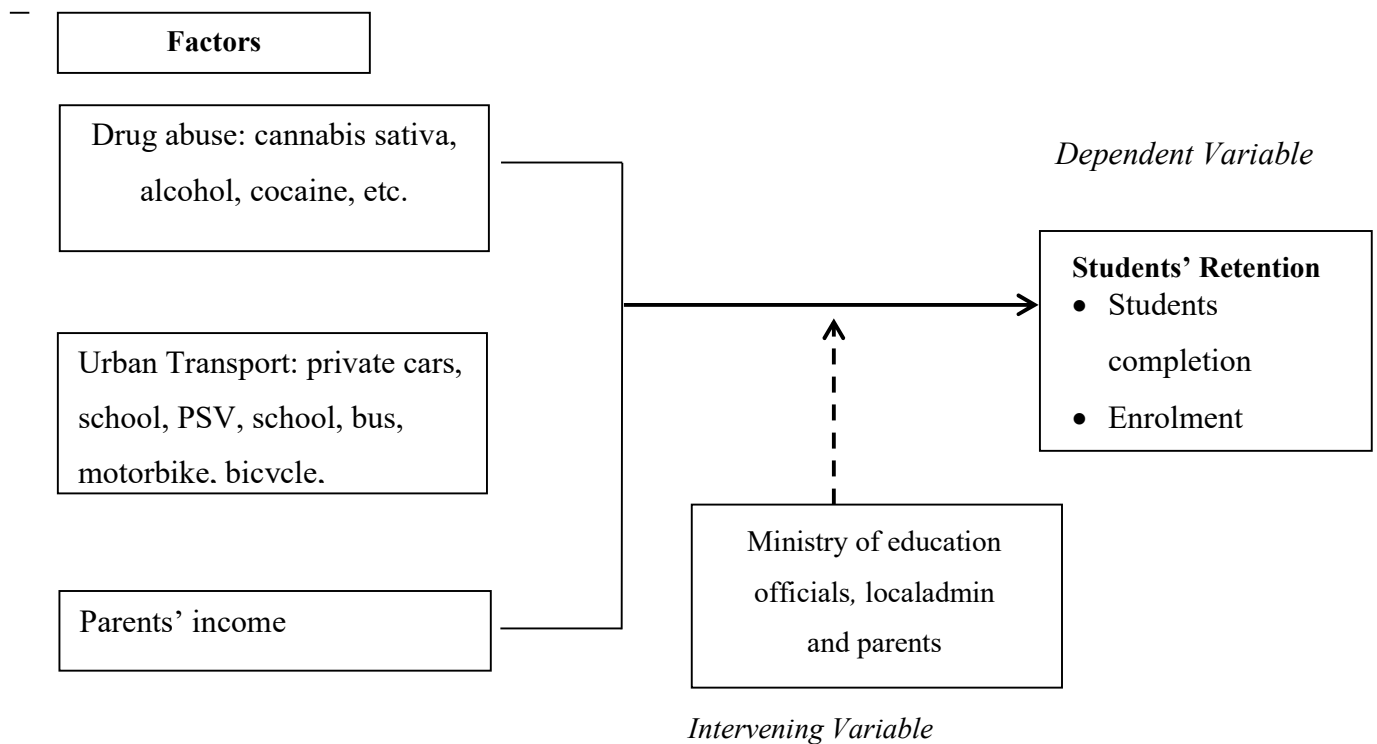 Factors
Drug abuse: cannabis sativa,
alcohol, cocaine, etc.
Dependent Variable
Students’ Retention
• Students
completion
• Enrolment
Urban Transport: private cars,
school, PSV, school, bus,
motorbike, bicycle,
Ministry of education
officials, localadmin
and parents
Parents’ income
Intervening Variable